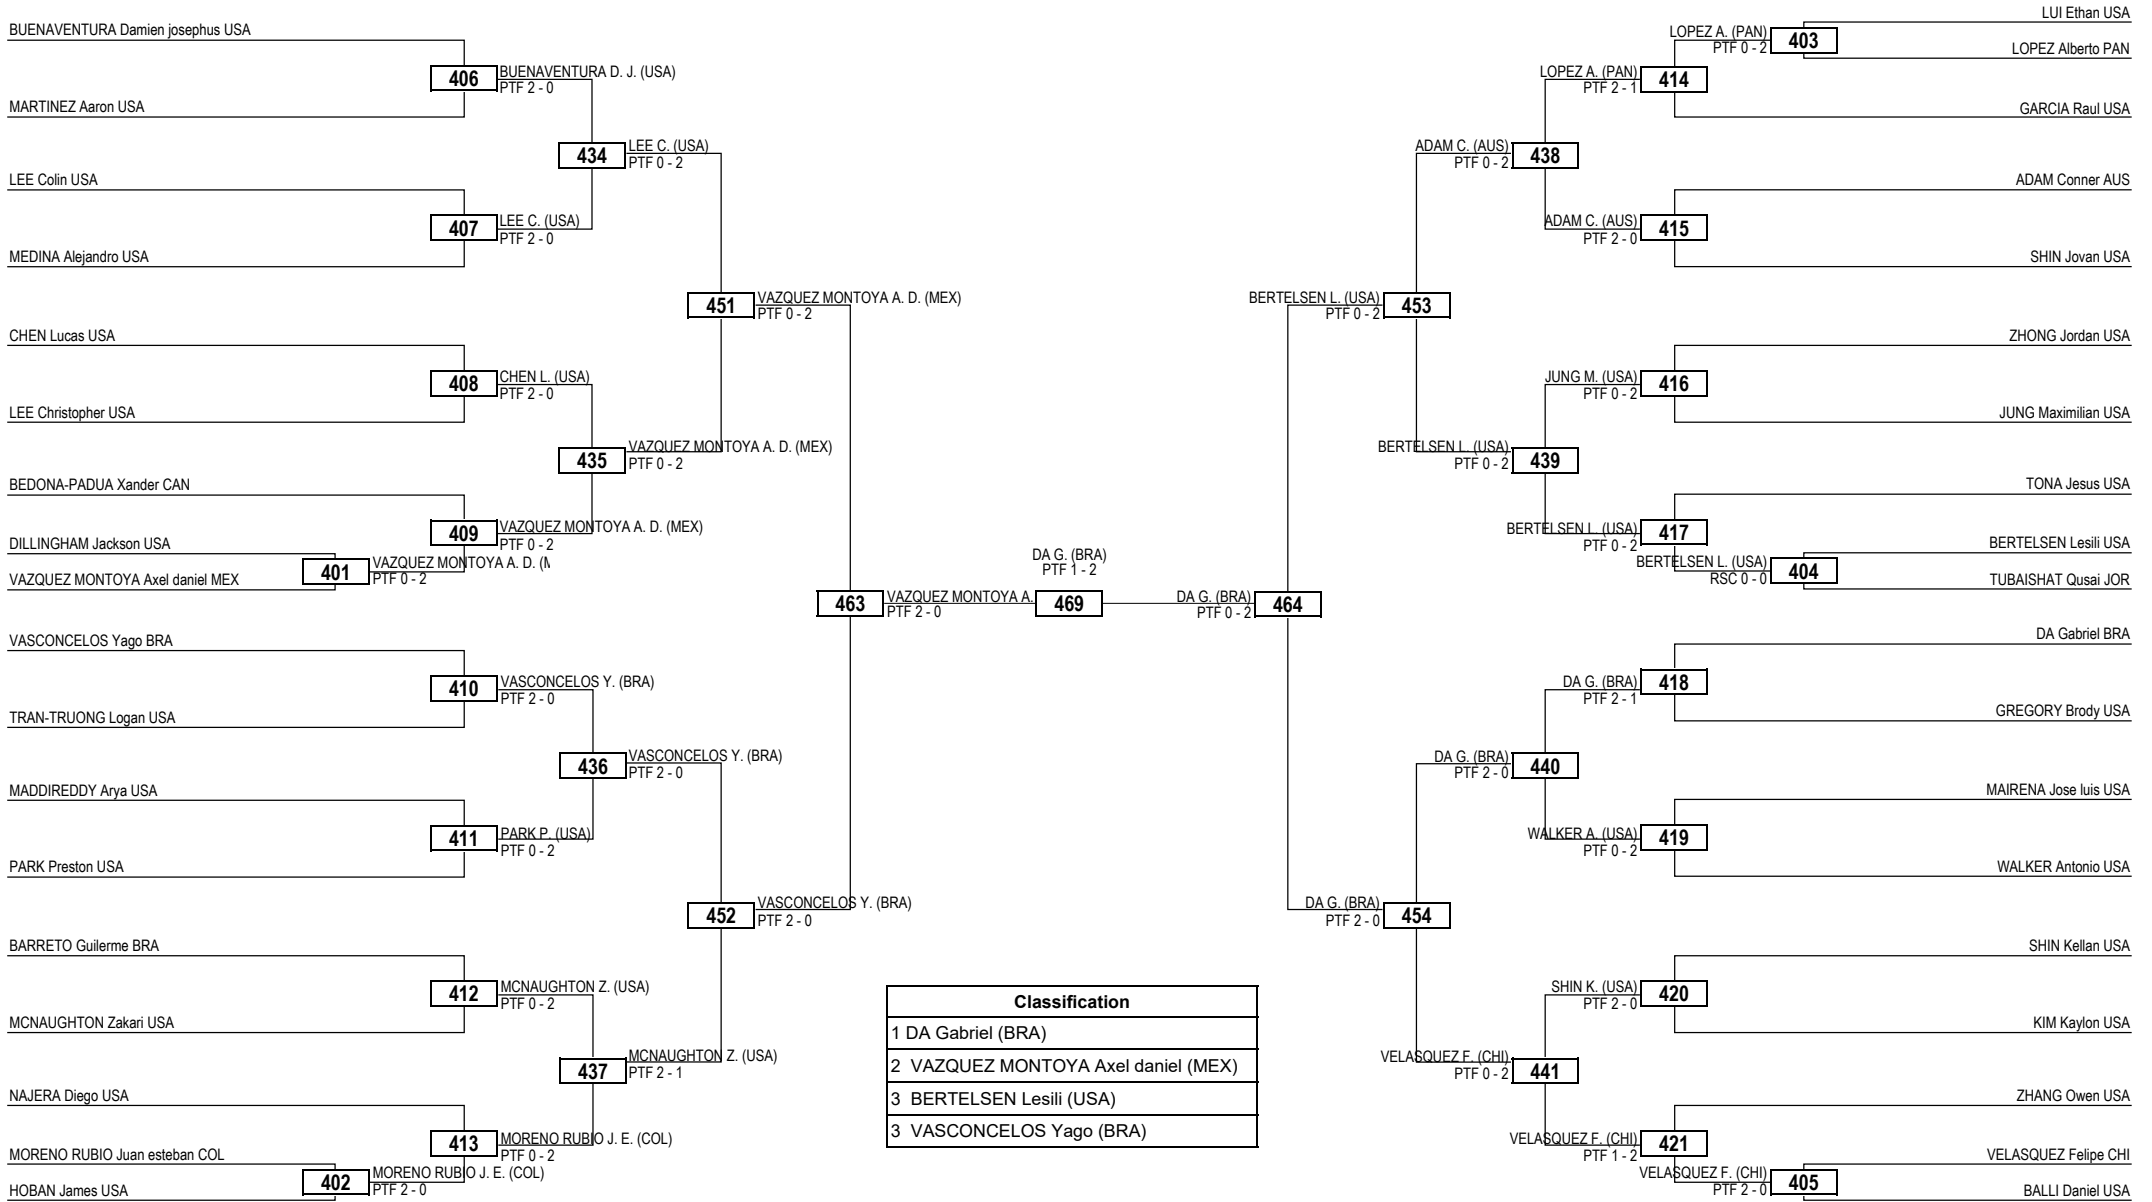 BUENAVENTURA Damien josephus USA
406
BUENAVENTURA D. J. (USA)
PTF 2 - 0
MARTINEZ Aaron USA
434
LEE C. (USA)
PTF 0 - 2
LEE Colin USA
407
LEE C. (USA)
PTF 2 - 0
MEDINA Alejandro USA
451
VAZQUEZ MONTOYA A. D. (MEX)
PTF 0 - 2
CHEN Lucas USA
408
CHEN L. (USA)
PTF 2 - 0
LEE Christopher USA
435
VAZQUEZ MONTOYA A. D. (MEX)
PTF 0 - 2
BEDONA-PADUA Xander CAN
409
VAZQUEZ MONTOYA A. D. (MEX)
PTF 0 - 2
DILLINGHAM Jackson USA
401
VAZQUEZ MONTOYA A. D. (
PTF 0 - 2
VAZQUEZ MONTOYA Axel daniel MEX
463
VAZQUEZ MONTOYA A.
PTF 2 - 0
VASCONCELOS Yago BRA
410
VASCONCELOS Y. (BRA)
PTF 2 - 0
TRAN-TRUONG Logan USA
436
VASCONCELOS Y. (BRA)
PTF 2 - 0
MADDIREDDY Arya USA
411
PARK P. (USA)
PTF 0 - 2
PARK Preston USA
452
VASCONCELOS Y. (BRA)
PTF 2 - 0
BARRETO Guilerme BRA
412
MCNAUGHTON Z. (USA)
PTF 0 - 2
MCNAUGHTON Zakari USA
437
MCNAUGHTON Z. (USA)
PTF 2 - 1
NAJERA Diego USA
413
MORENO RUBIO J. E. (COL)
PTF 0 - 2
MORENO RUBIO Juan esteban COL
402
MORENO RUBIO J. E. (COL)
PTF 2 - 0
HOBAN James USA
DA G. (BRA)
PTF 1 - 2
469
Classification
1 DA Gabriel (BRA)
2 VAZQUEZ MONTOYA Axel daniel (MEX)
3 BERTELSEN Lesili (USA)
3 VASCONCELOS Yago (BRA)
LUI Ethan USA
LOPEZ A. (PAN)
PTF 0 - 2
403
LOPEZ Alberto PAN
LOPEZ A. (PAN)
PTF 2 - 1
414
GARCIA Raul USA
ADAM C. (AUS)
PTF 0 - 2
438
ADAM Conner AUS
ADAM C. (AUS)
PTF 2 - 0
415
SHIN Jovan USA
BERTELSEN L. (USA)
PTF 0 - 2
453
ZHONG Jordan USA
JUNG M. (USA)
PTF 0 - 2
416
JUNG Maximilian USA
BERTELSEN L. (USA)
PTF 0 - 2
439
TONA Jesus USA
BERTELSEN L. (USA)
PTF 0 - 2
417
BERTELSEN Lesili USA
BERTELSEN L. (USA)
RSC 0 - 0
404
TUBAISHAT Qusai JOR
DA G. (BRA)
PTF 0 - 2
464
DA Gabriel BRA
DA G. (BRA)
PTF 2 - 1
418
GREGORY Brody USA
DA G. (BRA)
PTF 2 - 0
440
MAIRENA Jose luis USA
WALKER A. (USA)
PTF 0 - 2
419
WALKER Antonio USA
DA G. (BRA)
PTF 2 - 0
454
SHIN Kellan USA
SHIN K. (USA)
PTF 2 - 0
420
KIM Kaylon USA
VELASQUEZ F. (CHI)
PTF 0 - 2
441
ZHANG Owen USA
VELASQUEZ F. (CHI)
PTF 1 - 2
421
VELASQUEZ Felipe CHI
VELASQUEZ F. (CHI)
PTF 2 - 0
405
BALLI Daniel USA